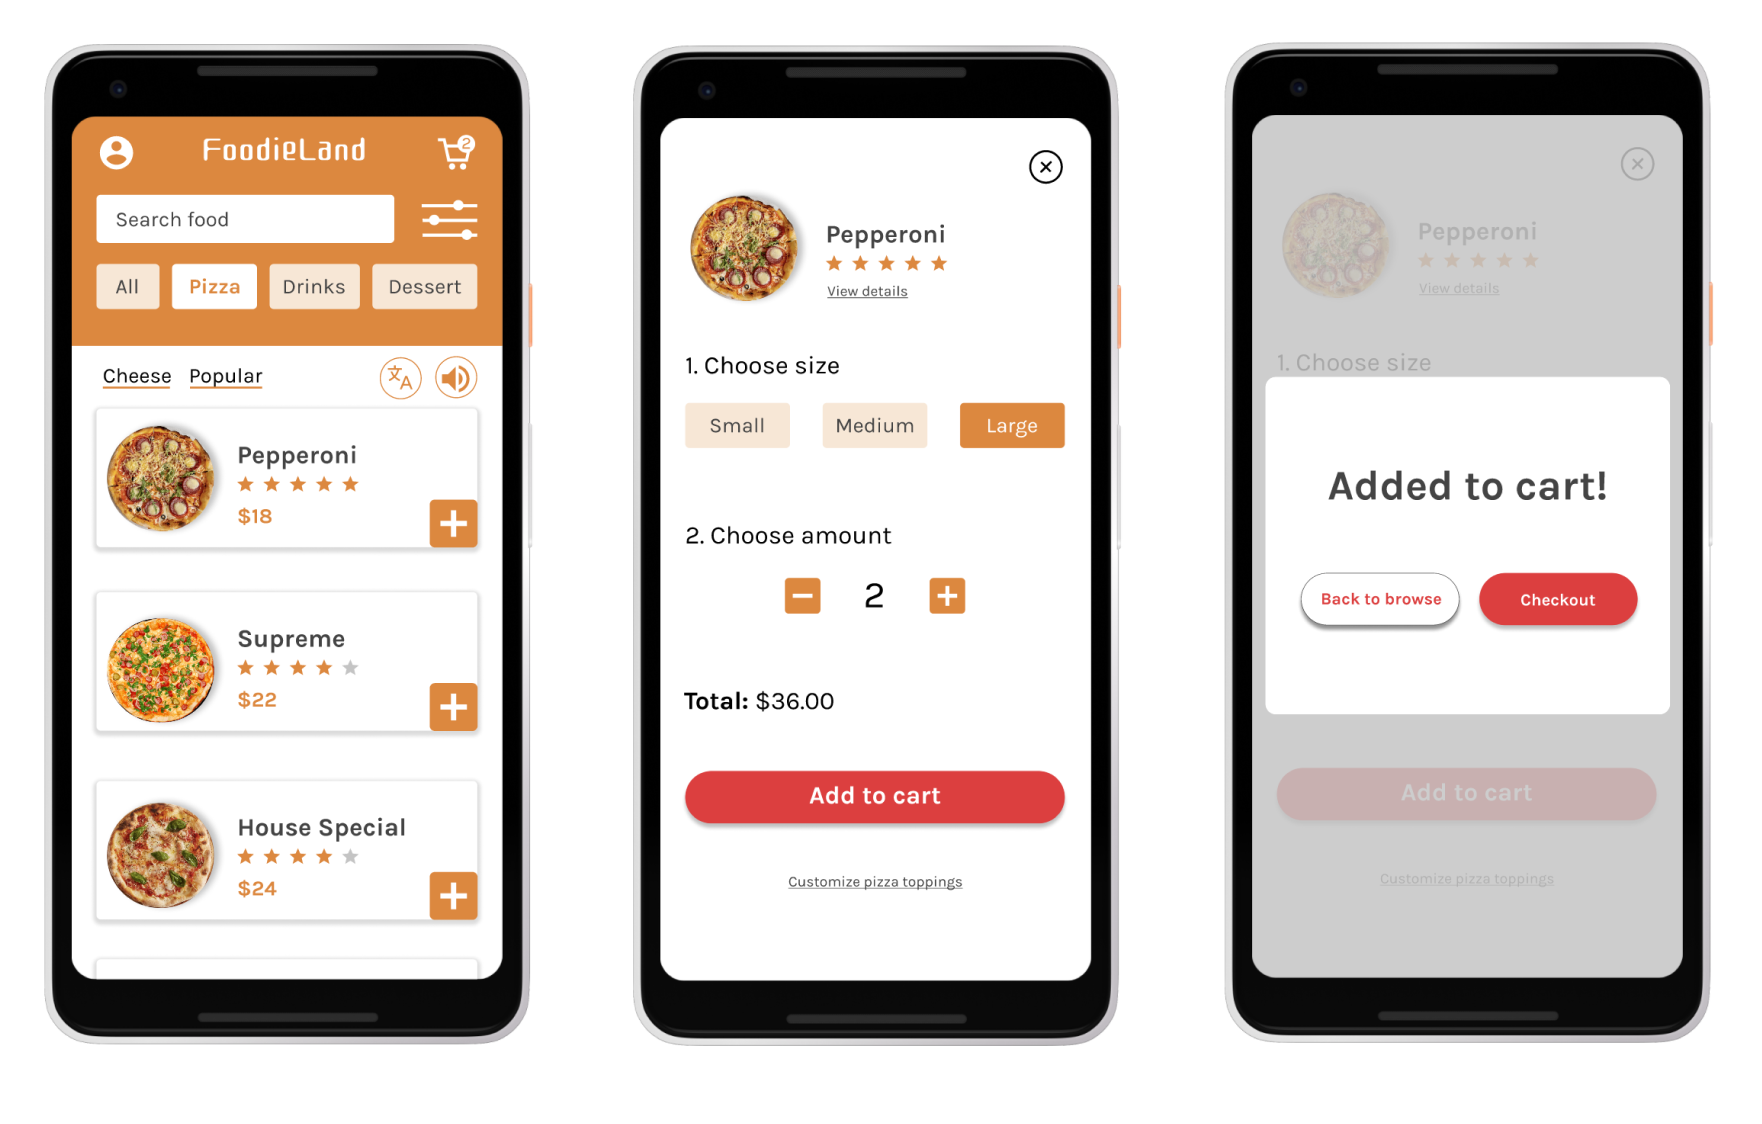 FoodieLand
2
Search food
All Pizza Drinks Dessert
Cheese Popular
文A
Pepperoni
$18
Supreme
$22
House Special
$24
Pepperoni
View details
1. Choose size
Small Medium Large
2. Choose amount
2
Total: $36.00
Add to cart
Customize pizza toppings
Pepperoni
View details
1. Choose size
Added to cart!
Back to browse Checkout
Add to cart
Customize pizza toppings